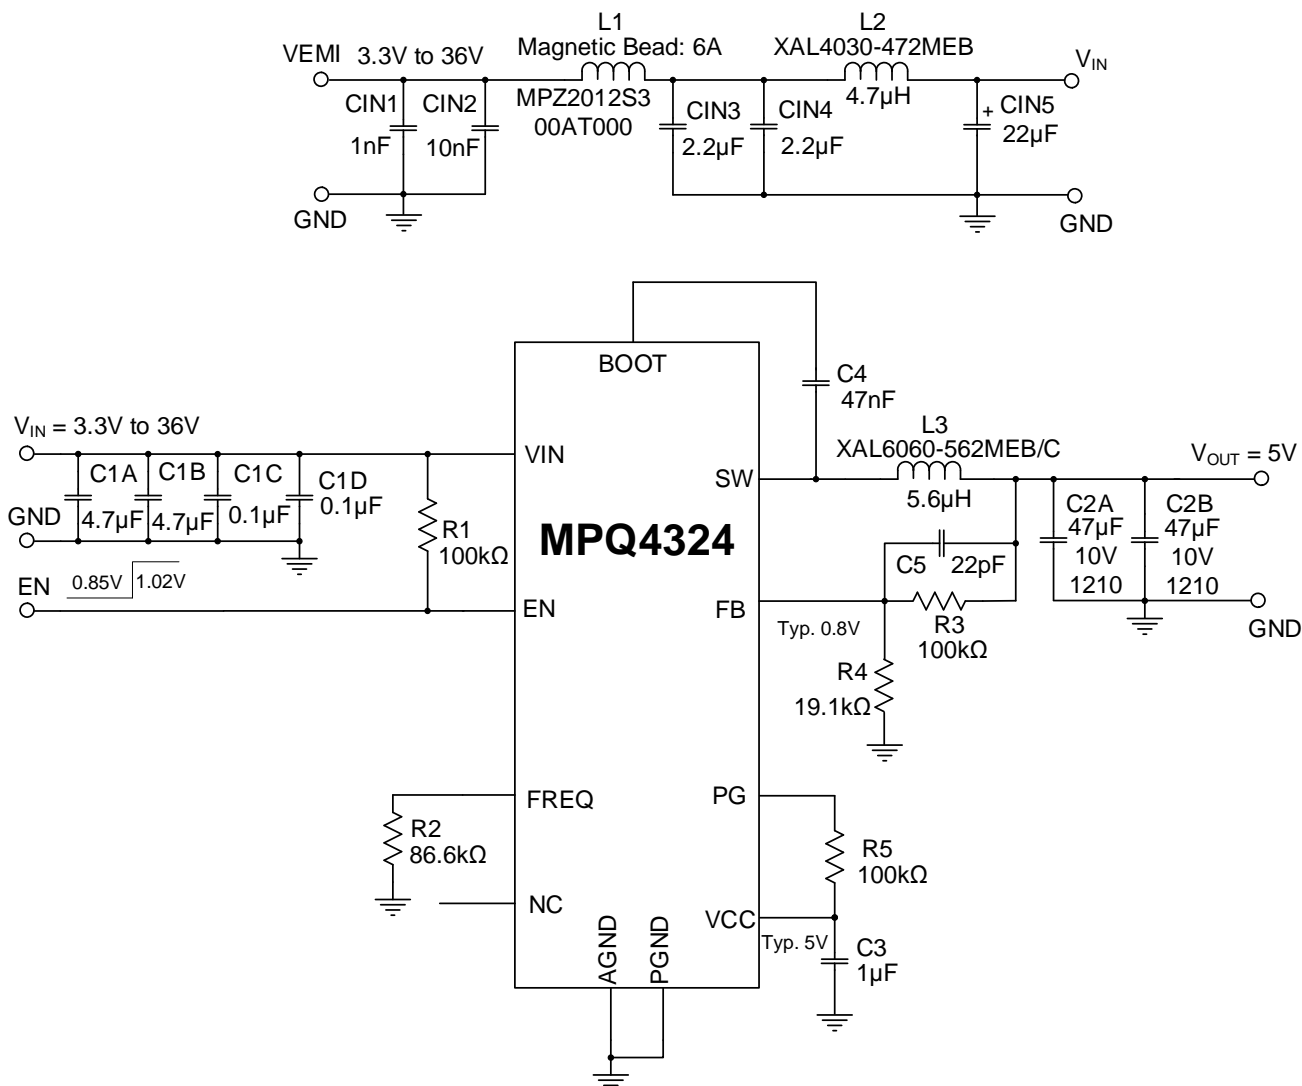 L1
Magnetic Bead: 6A
L2
XAL4030-472MEB
VEMI 3.3V to 36V
VIN
CIN1
1nF
CIN2
10nF
MPZ2012S3
00AT000
CIN3
2.2µF
CIN4
2.2µF
4.7µH
+ CIN5
22µF
GND
GND
BOOT
C4
47nF
VIN = 3.3V to 36V
C1A
4.7µF
C1B
4.7µF
C1C
0.1µF
C1D
0.1µF
GND
R1
100kΩ
EN
0.85V
1.02V
VIN
EN
MPQ4324
SW
L3
XAL6060-562MEB/C
5.6µH
VOUT = 5V
C2A
47µF
10V
1210
C2B
47µF
10V
1210
GND
C5
22pF
FB
Typ. 0.8V
R3
100kΩ
R4
19.1kΩ
FREQ
R2
86.6kΩ
NC
PG
R5
100kΩ
VCC
Typ. 5V
C3
1µF
AGND
PGND